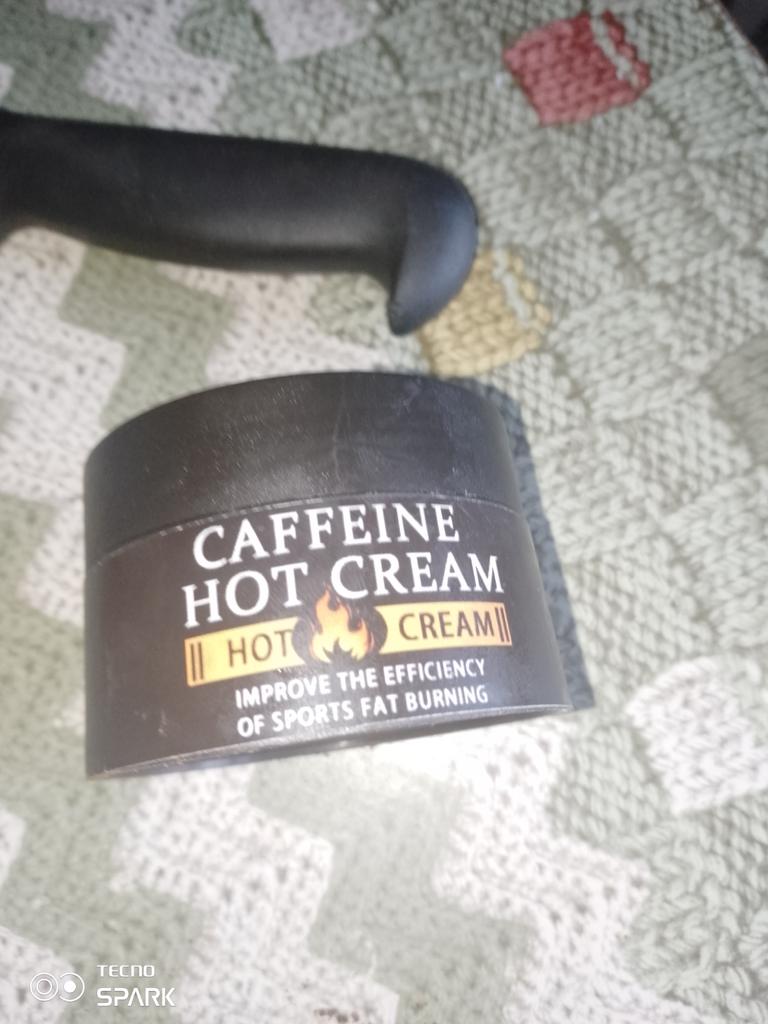 CAFFEINE
HOT CREAM
HOT CREAM
IMPROVE THE EFFICIENCY
OF SPORTS FAT BURNING
TECNO
SPARK